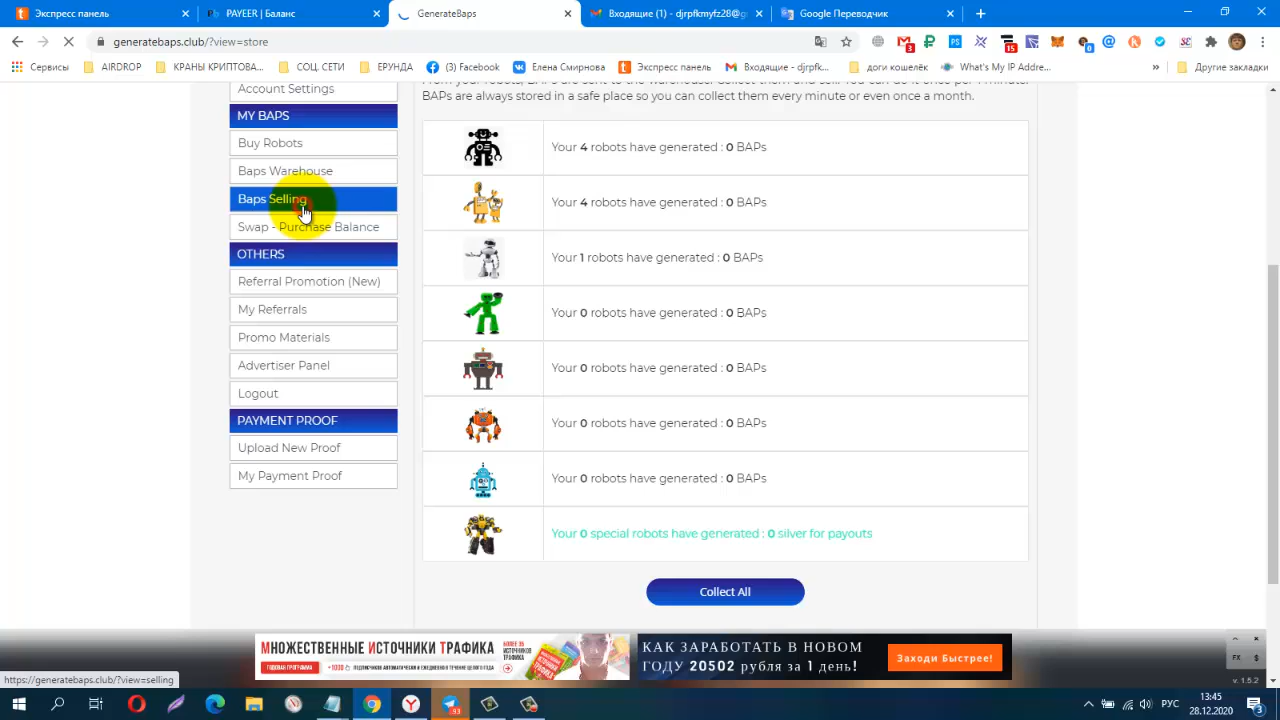 Экспресс панель
PAYEER | Баланс
GenerateBaps
Входящие (1) - djrpfkmyfz28@g
Google Переводчик
generatebaps.club/?view=store
Сервисы
AIRDROP
КРАНЫ КРИПТОВА...
СОЦ СЕТИ
ЕРУНДА
(3) Facebook
Елена Смирнова
Экспресс панель
Входящие - djrpfk...
доги кошелёк
What's My IP Addre...
Другие закладки
BAPs are always stored in a safe place so you can collect them every minute or even once a month.
Account Settings
MY BAPS
Buy Robots
Baps Warehouse
Baps Selling
Swap - Purchase Balance
OTHERS
Referral Promotion (New)
My Referrals
Promo Materials
Advertiser Panel
Logout
PAYMENT PROOF
Upload New Proof
My Payment Proof
Your 4 robots have generated : 0 BAPs
Your 4 robots have generated : 0 BAPs
Your 1 robots have generated : 0 BAPs
Your 0 robots have generated : 0 BAPs
Your 0 robots have generated : 0 BAPs
Your 0 robots have generated : 0 BAPs
Your 0 robots have generated : 0 BAPs
Your 0 special robots have generated : 0 silver for payouts
Collect All
МНОЖЕСТВЕННЫЕ ИСТОЧНИКИ ТРАФИКА
КАК ЗАРАБОТАТЬ В НОВОМ
ГОДУ 20502 рубля за 1 день!
Заходи Быстрее!
https://generatebaps.club/?view=selling
v. 1.5.2
РУС
13:45
28.12.2020